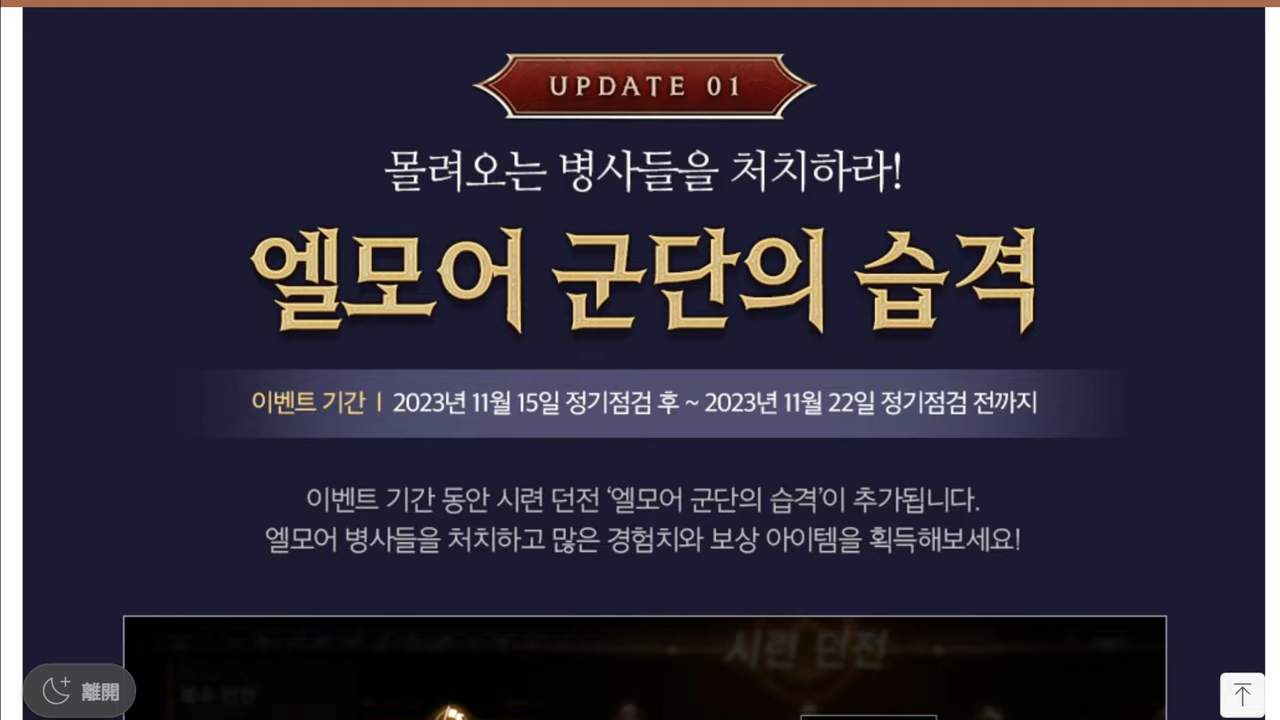 UPDATE 01
몰려오는 병사들을 처치하라!
엘모어 군단의 습격
이벤트 기간 | 2023년 11월 15일 정기점검 후 ~ 2023년 11월 22일 정기점검 전까지
이벤트 기간 동안 시련 던전 ‘엘모어 군단의 습격’이 추가됩니다.
엘모어 병사들을 처치하고 많은 경험치와 보상 아이템을 획득해보세요!
시련 던전
離開